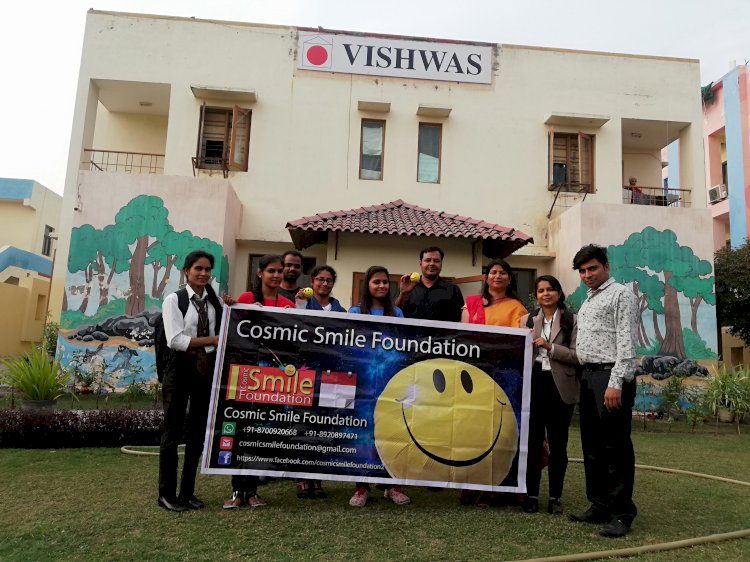 VISHWAS
Cosmic Smile Foundation
Cosmic
Smile
Foundation
Cosmic Smile Foundation
+91-8700920668 +91-8920897471
cosmicsmilefoundation@gmail.com
https://www.facebook.com/cosmicsmilefoundation2